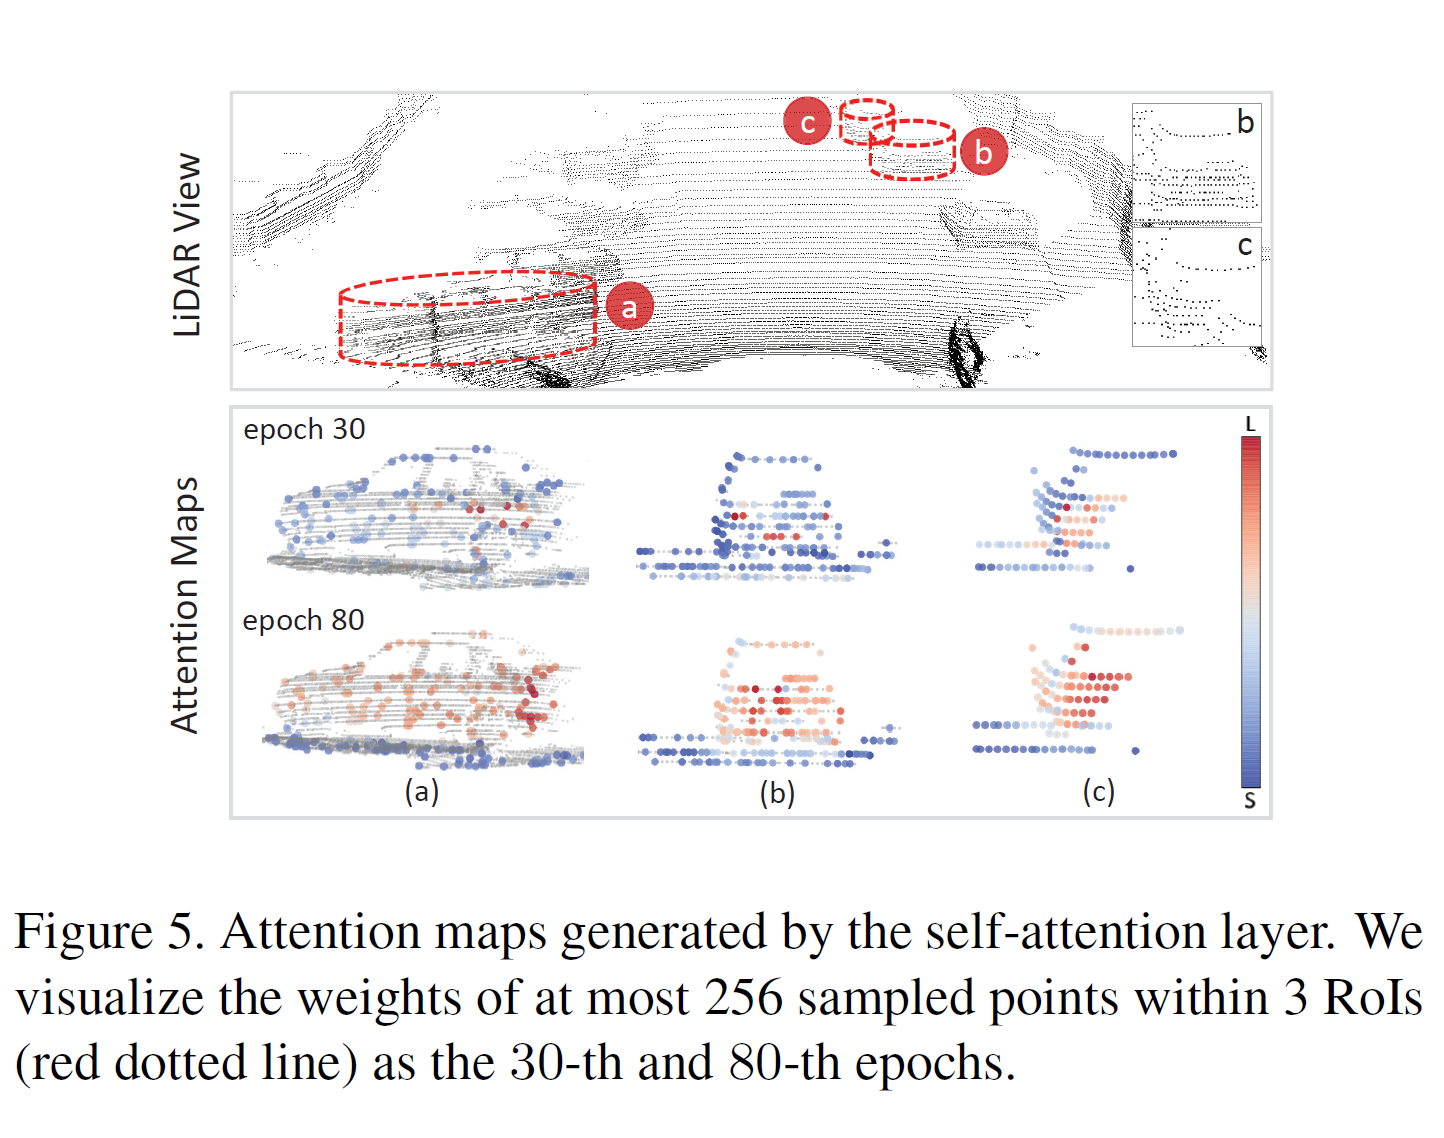 LiDAR View
c
b
a
b
c
Attention Maps
epoch 30
L
epoch 80
S
(a)
(b)
(c)
Figure 5. Attention maps generated by the self-attention layer. We
visualize the weights of at most 256 sampled points within 3 RoIs
(red dotted line) as the 30-th and 80-th epochs.